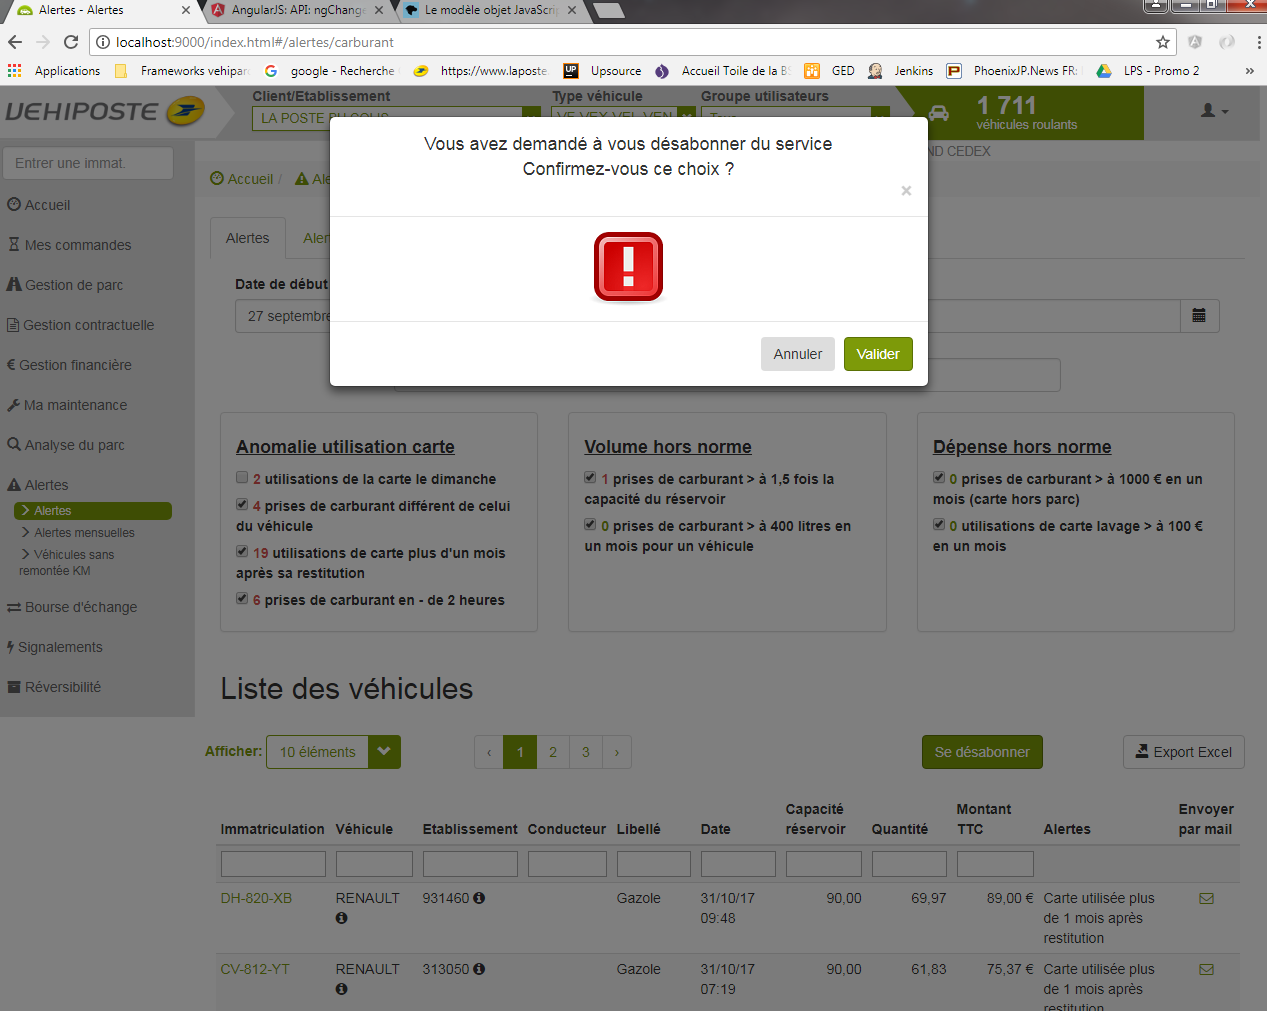 Alertes - Alertes
AngularJS: API: ngChange
Le modèle objet JavaScri
localhost:9000/index.html#/alertes/carburant
Applications
Frameworks vehipar
google - Recherche
https://www.laposte
Upsource
Accueil Toile de la BS
GED
Jenkins
PhoenixJP.News FR:
LPS - Promo 2
»
VEHIPOSTE
Client/Etablissement
Type véhicule
Groupe utilisateurs
LA POSTE DU COLIS
VE VEX VEL VEN
Tous
1 711
véhicules roulants
ND CEDEX
Vous avez demandé à vous désabonner du service
Confirmez-vous ce choix ?
×
Annuler
Valider
Entrer une immat.
Accueil
Mes commandes
Gestion de parc
Gestion contractuelle
€ Gestion financière
Ma maintenance
Analyse du parc
Alertes
Alertes
Alertes mensuelles
Véhicules sans
remontée KM
Bourse d'échange
Signalements
Réversibilité
Accueil /
Ale
Alertes
Aler
Date de début
27 septembre
Anomalie utilisation carte
2 utilisations de la carte le dimanche
4 prises de carburant différent de celui
du véhicule
19 utilisations de carte plus d'un mois
après sa restitution
6 prises de carburant en - de 2 heures
Volume hors norme
1 prises de carburant > à 1,5 fois la
capacité du réservoir
0 prises de carburant > à 400 litres en
un mois pour un véhicule
Dépense hors norme
0 prises de carburant > à 1000 € en un
mois (carte hors parc)
0 utilisations de carte lavage > à 100 €
en un mois
Liste des véhicules
Afficher: 10 éléments
‹ 1 2 3 ›
Se désabonner
Export Excel
Immatriculation Véhicule Etablissement Conducteur Libellé Date Capacité réservoir Quantité Montant TTC Alertes Envoyer par mail
DH-820-XB RENAULT 931460 Gazole 31/10/17 90,00 69,97 89,00 € Carte utilisée plus
09:48 de 1 mois après
restitution
CV-812-YT RENAULT 313050 Gazole 31/10/17 90,00 61,83 75,37 € Carte utilisée plus
07:19 de 1 mois après
restitution